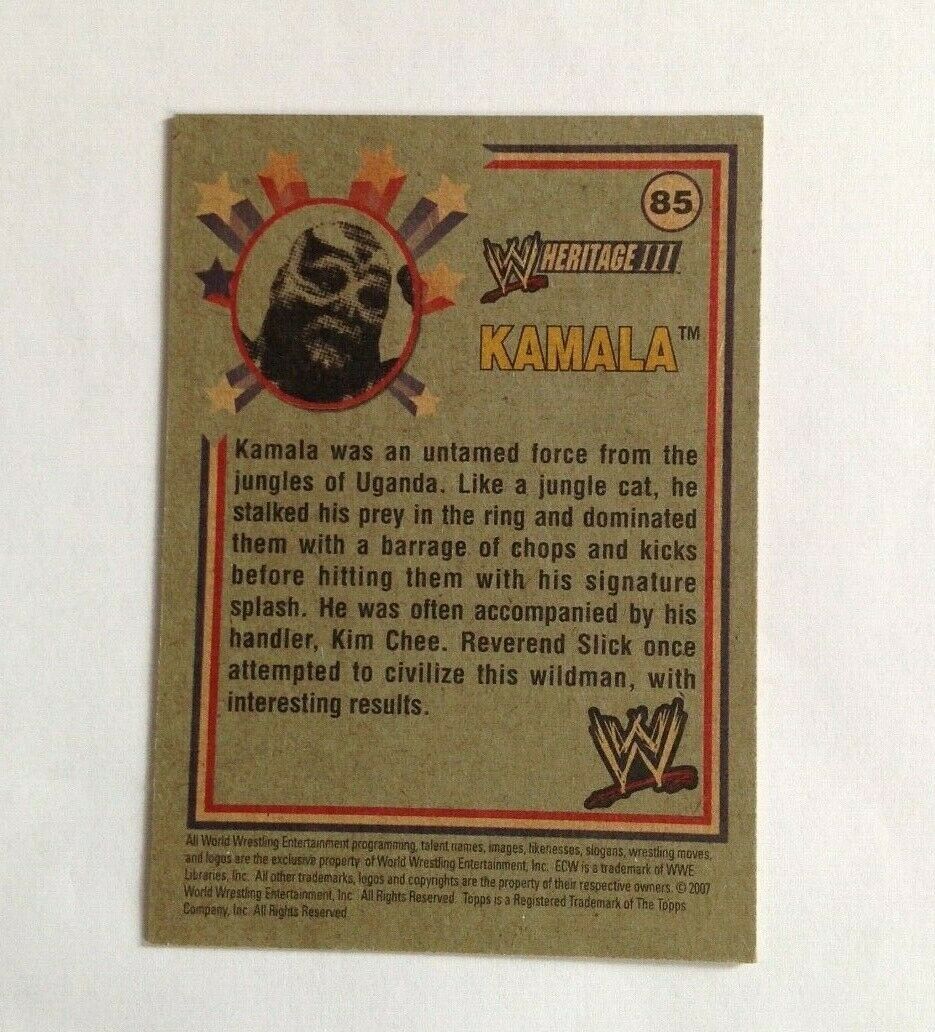 85
W HERITAGE III™
KAMALA™
Kamala was an untamed force from the
jungles of Uganda. Like a jungle cat, he
stalked his prey in the ring and dominated
them with a barrage of chops and kicks
before hitting them with his signature
splash. He was often accompanied by his
handler, Kim Chee. Reverend Slick once
attempted to civilize this wildman, with
interesting results.
W
All World Wrestling Entertainment programming, talent names, images, likenesses, slogans, wrestling moves,
and logos are the exclusive property of World Wrestling Entertainment, Inc. ECW is a trademark of WWE
Libraries, Inc. All other trademarks, logos and copyrights are the property of their respective owners. © 2007
World Wrestling Entertainment, Inc. All Rights Reserved. Topps is a Registered Trademark of The Topps
Company, Inc. All Rights Reserved